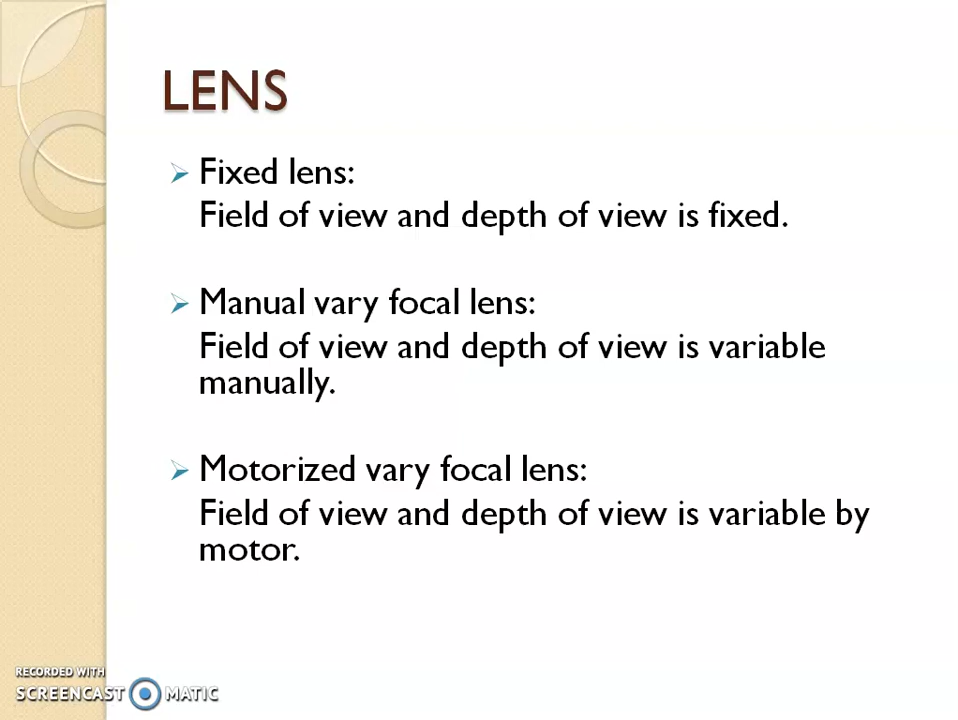 LENS
Fixed lens:
Field of view and depth of view is fixed.
Manual vary focal lens:
Field of view and depth of view is variable
manually.
Motorized vary focal lens:
Field of view and depth of view is variable by
motor.
RECORDED WITH
SCREENCAST MATIC